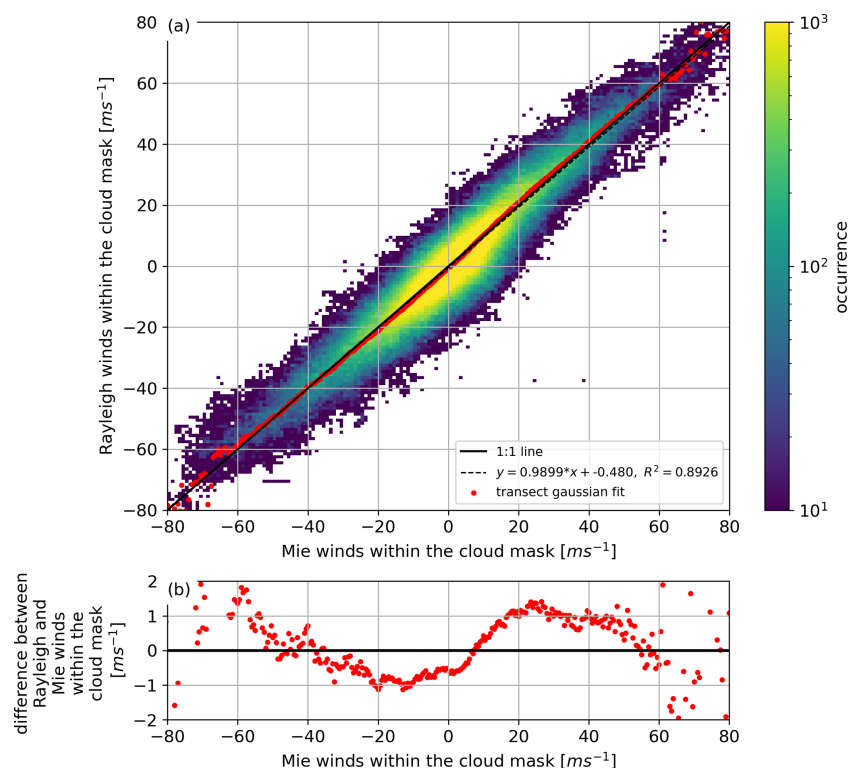 (a)
80
60
40
20
0
−20
−40
−60
−80
Rayleigh winds within the cloud mask [ms⁻¹]
1:1 line
y = 0.9899*x + -0.480, R² = 0.8926
transect gaussian fit
−80 −60 −40 −20 0 20 40 60 80
Mie winds within the cloud mask [ms⁻¹]
10³
10²
10¹
occurrence
(b)
2
1
0
−1
−2
difference between
Rayleigh and
Mie winds
within the
cloud mask
[ms⁻¹]
−80 −60 −40 −20 0 20 40 60 80
Mie winds within the cloud mask [ms⁻¹]